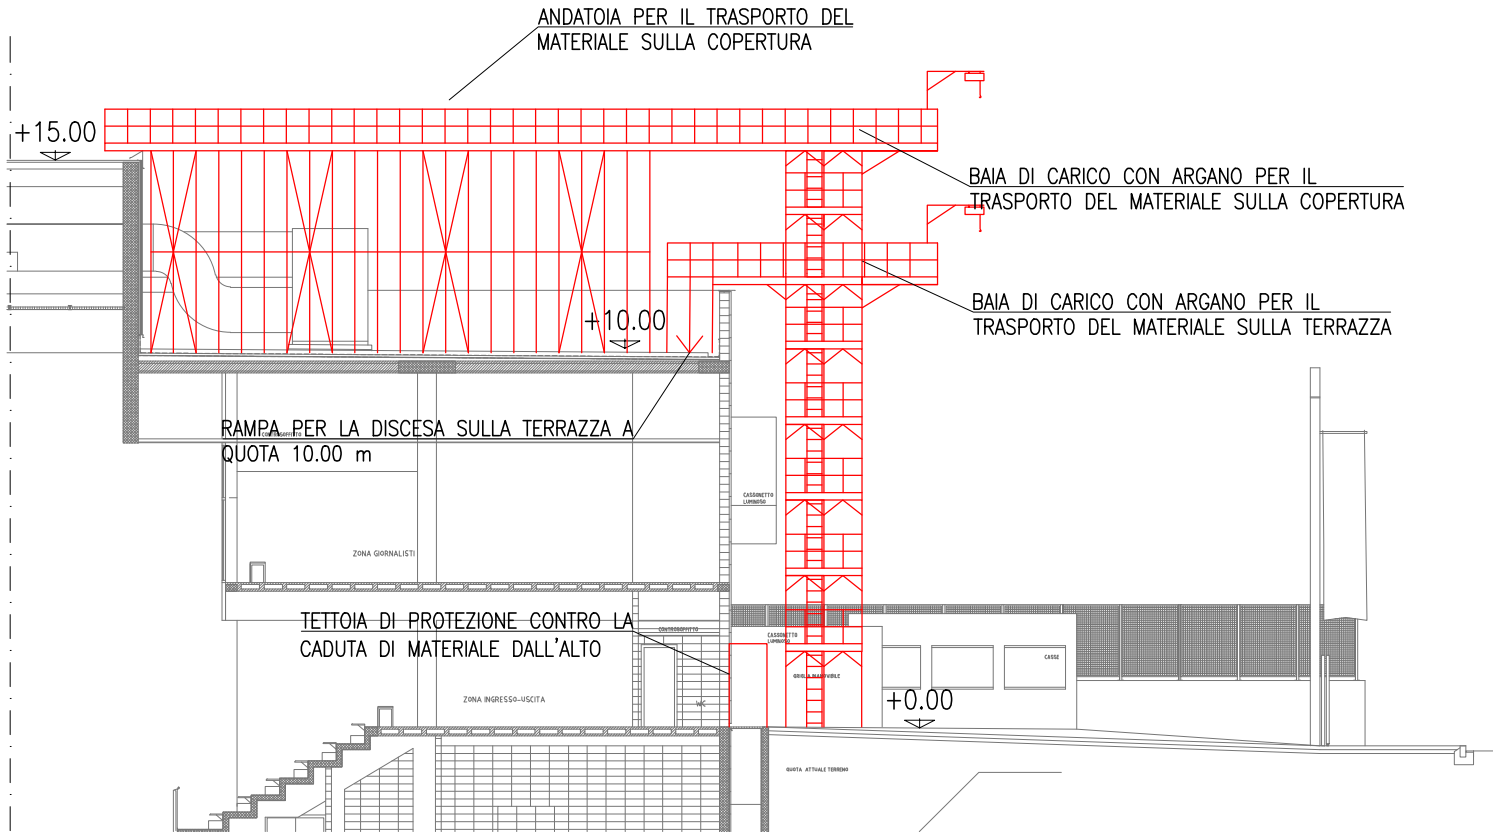 ANDATOIA PER IL TRASPORTO DEL
MATERIALE SULLA COPERTURA
+15.00
BAIA DI CARICO CON ARGANO PER IL
TRASPORTO DEL MATERIALE SULLA COPERTURA
+10.00
BAIA DI CARICO CON ARGANO PER IL
TRASPORTO DEL MATERIALE SULLA TERRAZZA
RAMPA PER LA DISCESA SULLA TERRAZZA A
QUOTA 10.00 m
CONTROSOFFITTO
CASSONETTO
LUMINOSO
ZONA GIORNALISTI
TETTOIA DI PROTEZIONE CONTRO LA
CADUTA DI MATERIALE DALL'ALTO
CONTROSOFFITTO
CASSONETTO
LUMINOSO
CASSE
ZONA INGRESSO-USCITA
WC
+0.00
QUOTA ATTUALE TERRENO